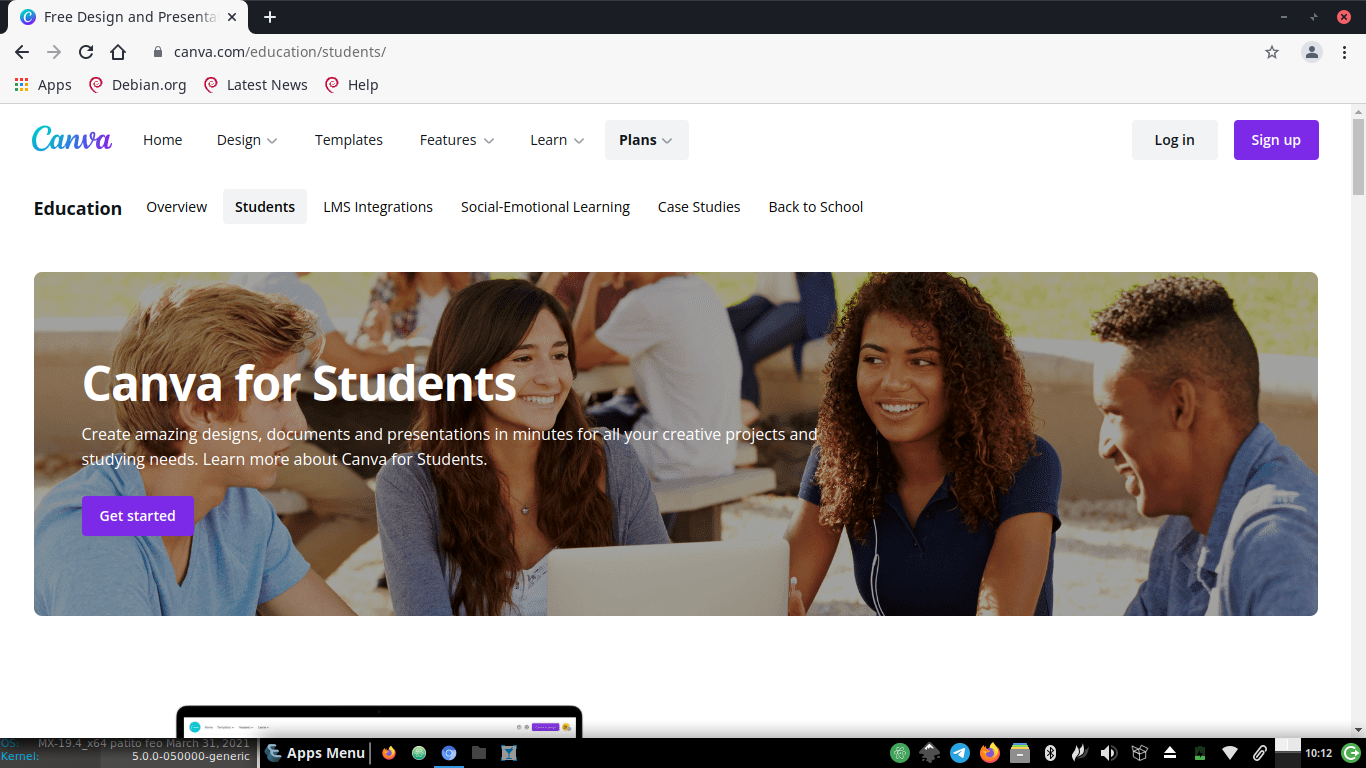 Free Design and Presenta
canva.com/education/students/
Apps Debian.org Latest News Help
Canva Home Design Templates Features Learn Plans Log in Sign up
Education Overview Students LMS Integrations Social-Emotional Learning Case Studies Back to School
Canva for Students
Create amazing designs, documents and presentations in minutes for all your creative projects and
studying needs. Learn more about Canva for Students.
Get started
OS: MX-19.4_x64 patito feo March 31, 2021
Kernel: 5.0.0-050000-generic
Apps Menu
10:12